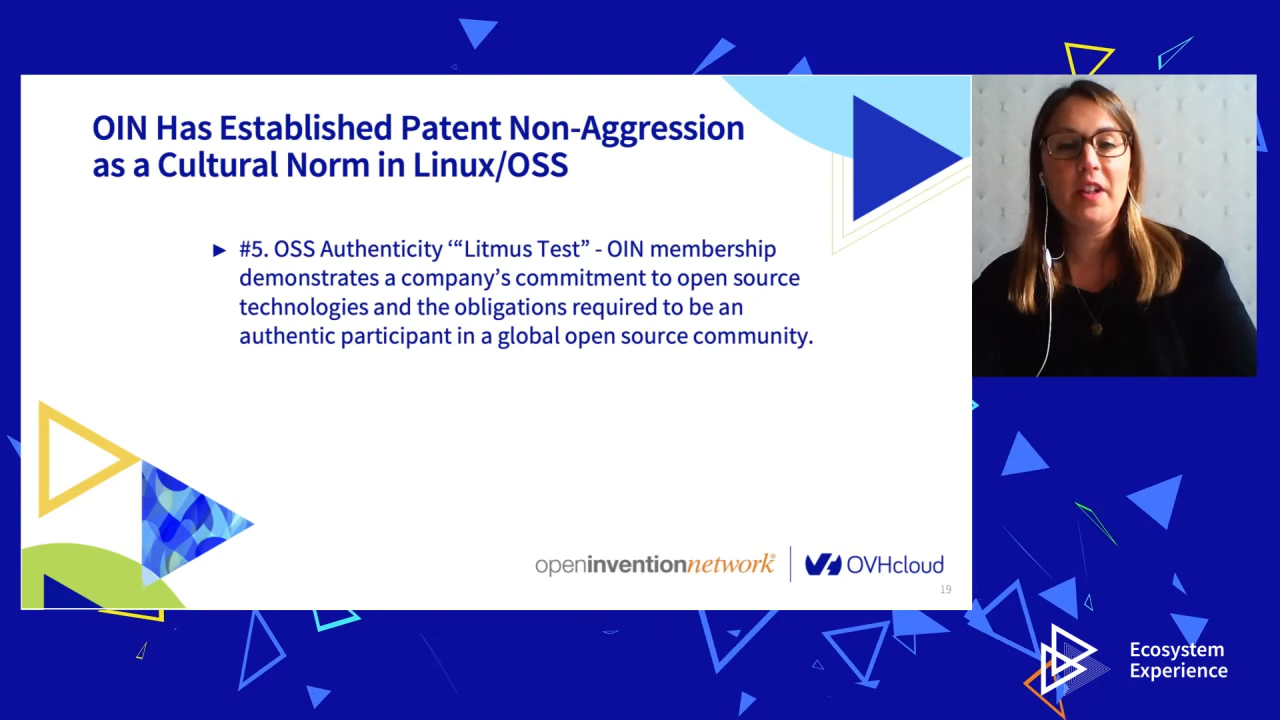 OIN Has Established Patent Non-Aggression
as a Cultural Norm in Linux/OSS
► #5. OSS Authenticity ‘“Litmus Test” - OIN membership
demonstrates a company’s commitment to open source
technologies and the obligations required to be an
authentic participant in a global open source community.
openinventionnetwork®
OVHcloud
19
Ecosystem
Experience